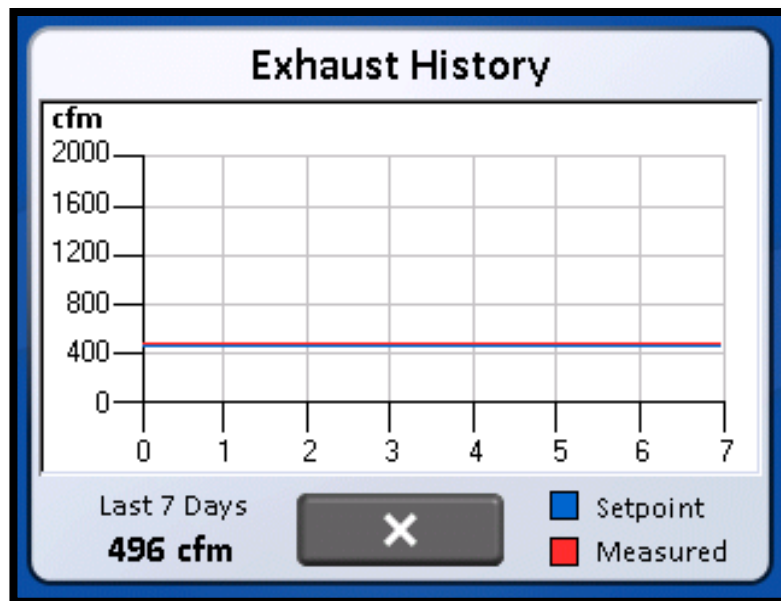 Exhaust History
cfm
2000
1600
1200
800
400
0
0 1 2 3 4 5 6 7
Last 7 Days
496 cfm
Setpoint
Measured